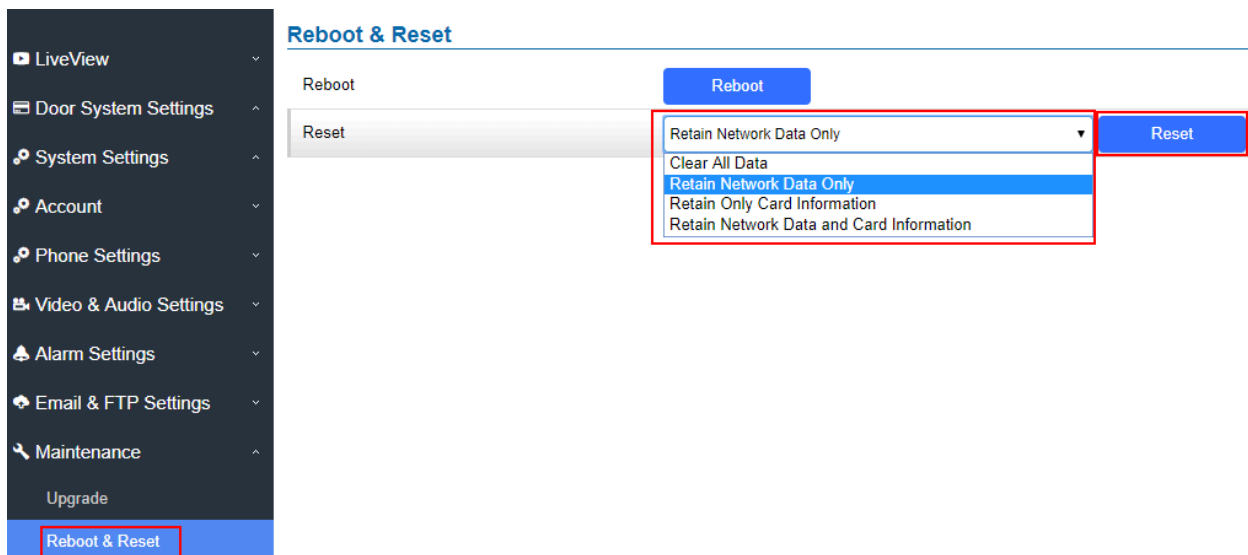 LiveView
Door System Settings
System Settings
Account
Phone Settings
Video & Audio Settings
Alarm Settings
Email & FTP Settings
Maintenance
Upgrade
Reboot & Reset
Reboot & Reset
Reboot
Reboot
Reset
Retain Network Data Only
Reset
Clear All Data
Retain Network Data Only
Retain Only Card Information
Retain Network Data and Card Information